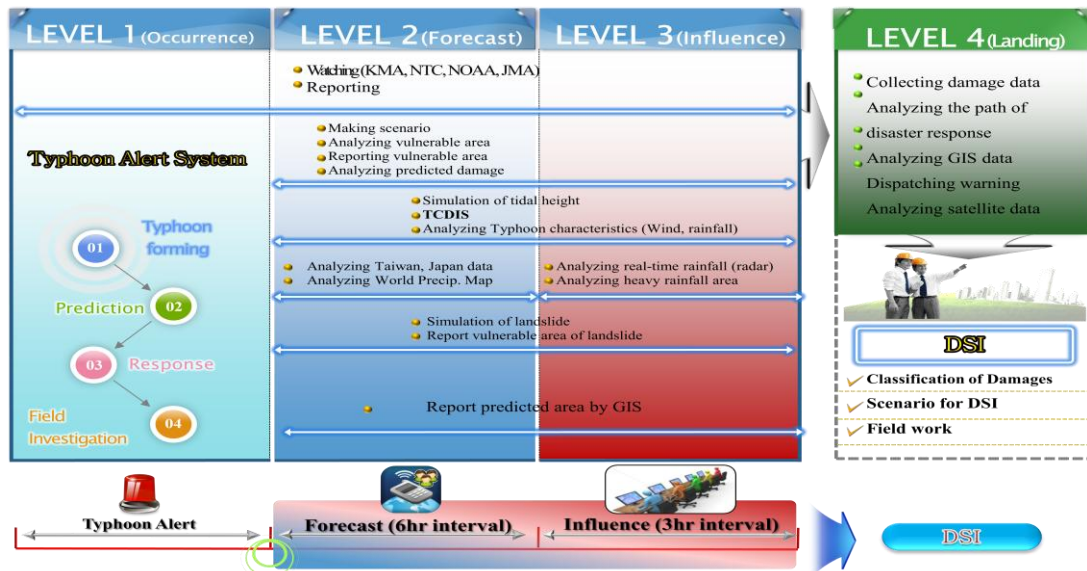 LEVEL 1 (Occurrence)
LEVEL 2 (Forecast)
LEVEL 3 (Influence)
LEVEL 4 (Landing)
Watching (KMA, NTC, NOAA, JMA)
Reporting
Making scenario
Analyzing vulnerable area
Reporting vulnerable area
Analyzing predicted damage
Simulation of tidal height
TCDIS
Analyzing Typhoon characteristics (Wind, rainfall)
Analyzing Taiwan, Japan data
Analyzing World Precip. Map
Analyzing real-time rainfall (radar)
Analyzing heavy rainfall area
Simulation of landslide
Report vulnerable area of landslide
Report predicted area by GIS
Typhoon Alert System
01
Typhoon
forming
Prediction
02
03
Response
Field
Investigation
04
Collecting damage data
Analyzing the path of
disaster response
Analyzing GIS data
Dispatching warning
Analyzing satellite data
DSI
Classification of Damages
Scenario for DSI
Field work
Typhoon Alert
Forecast (6hr interval)
Influence (3hr interval)
DSI